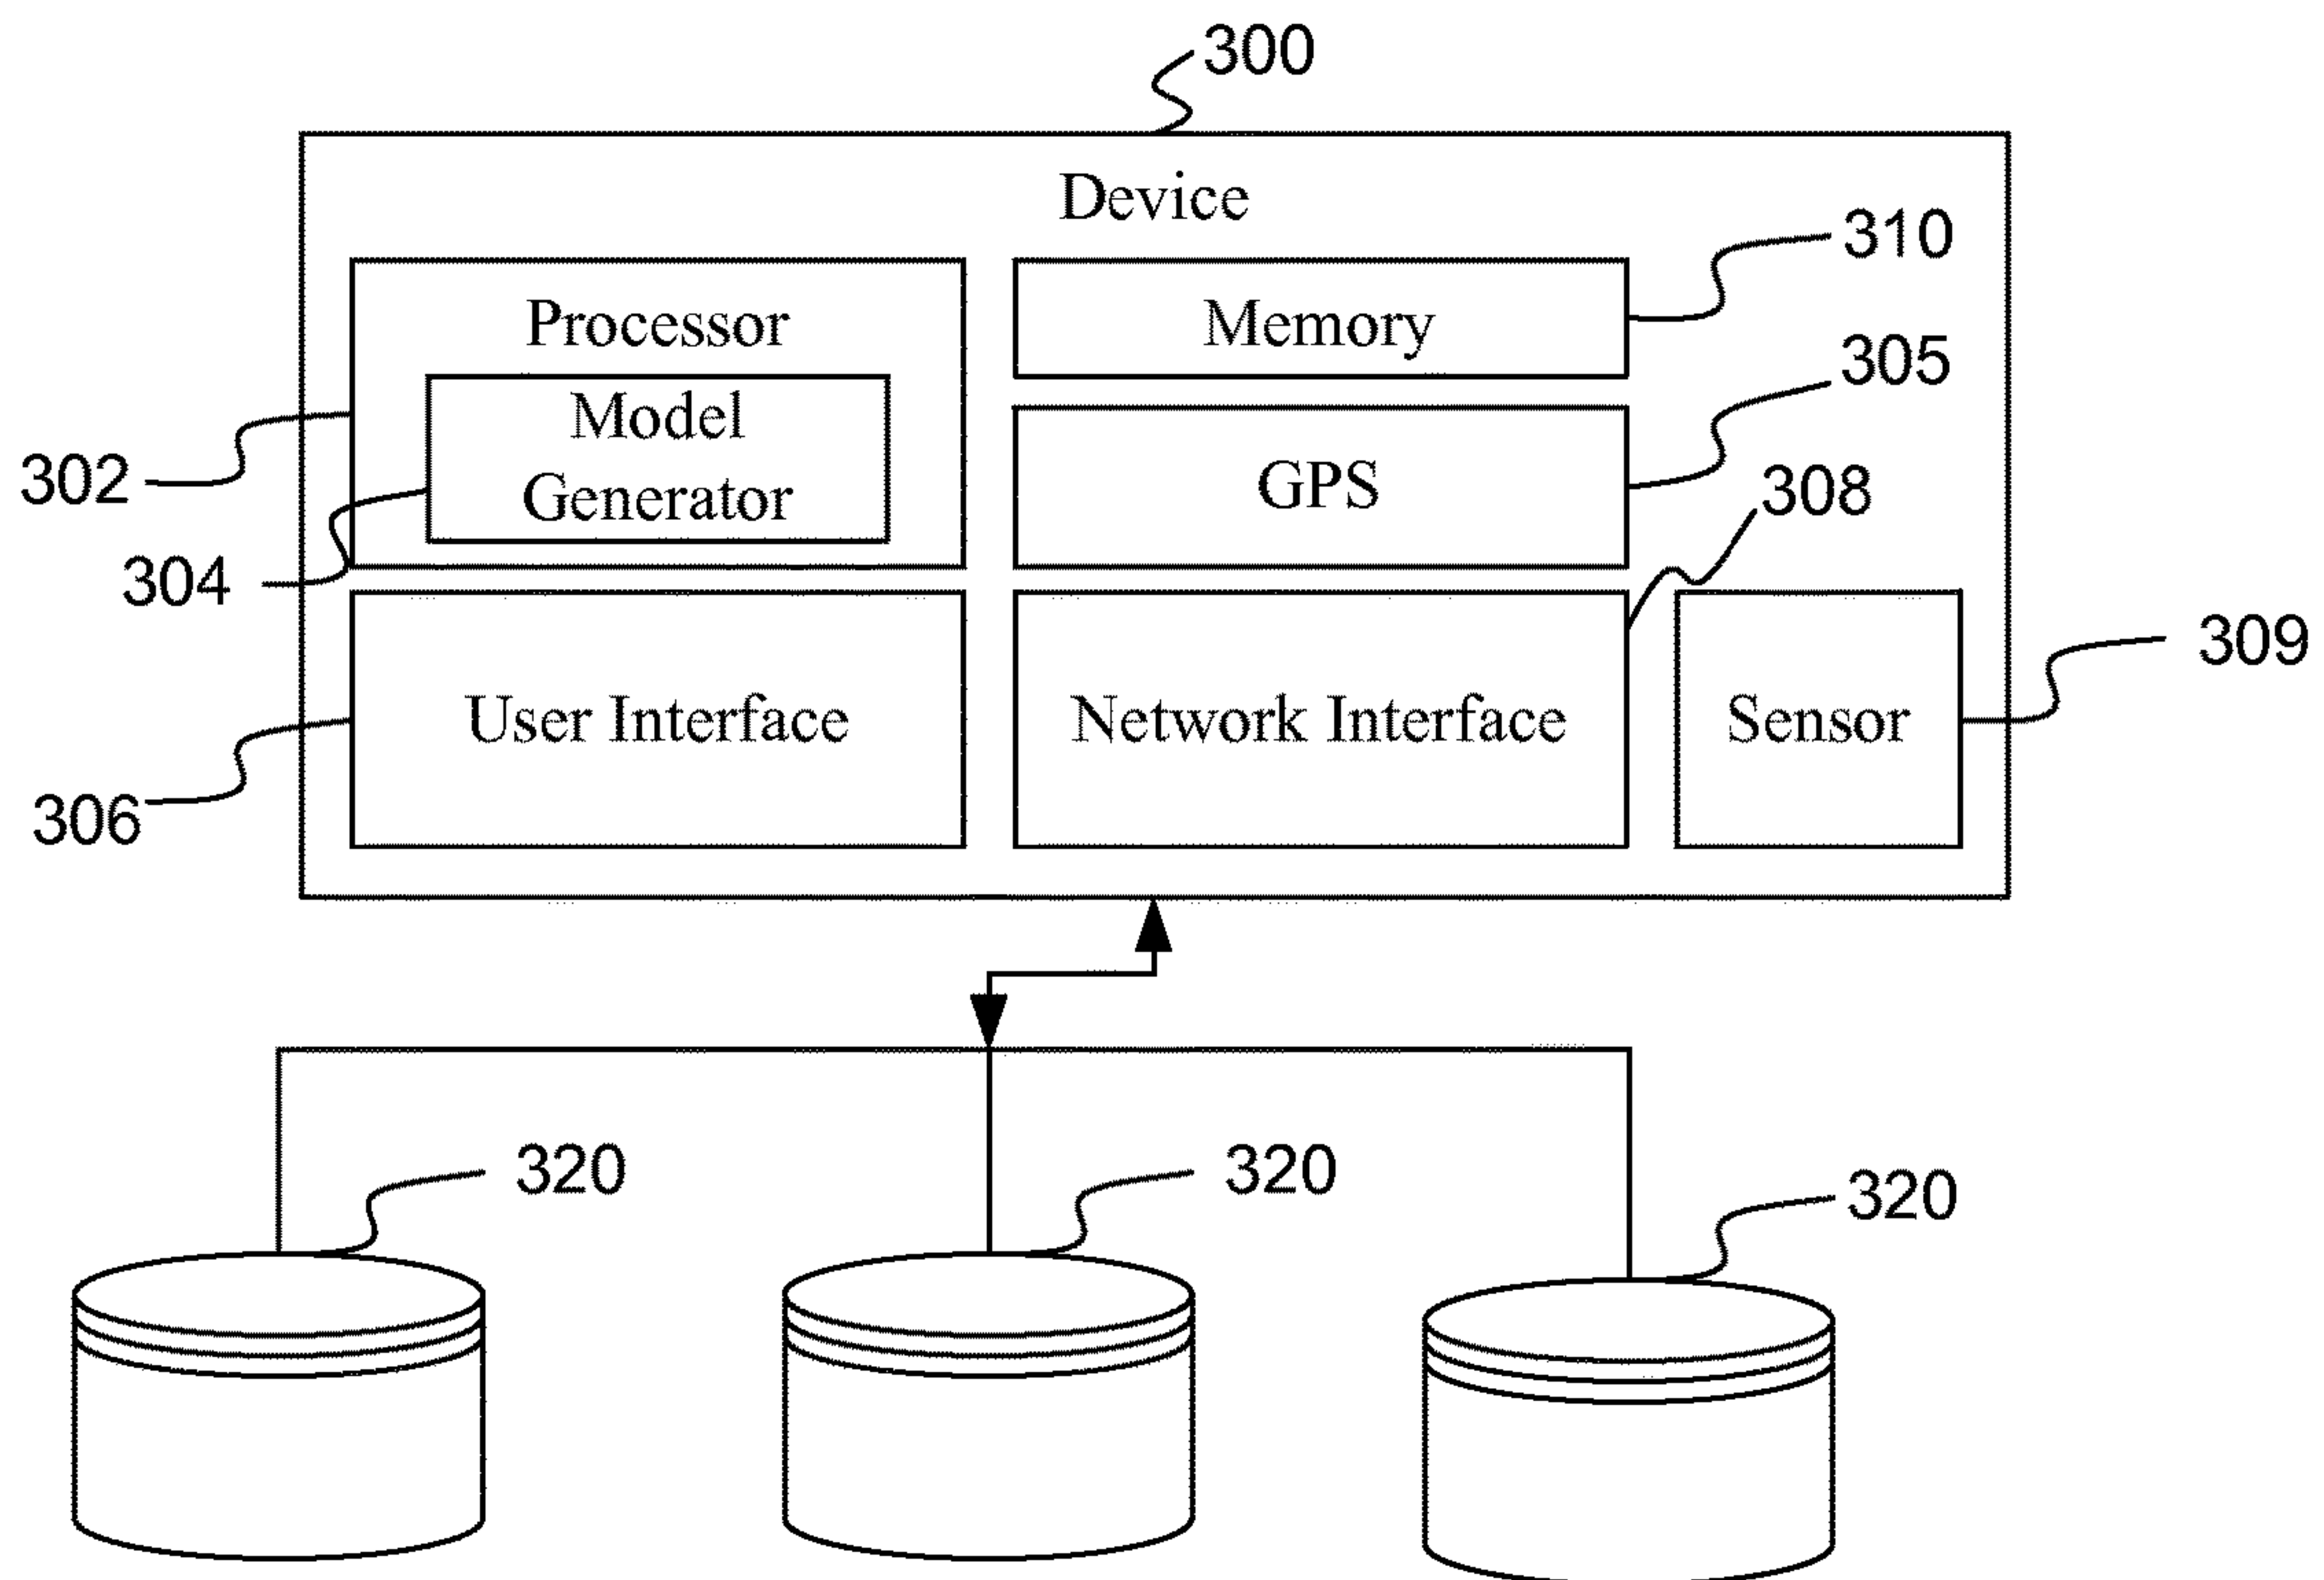 300
Device
310
Processor
Memory
305
Model
Generator
302
GPS
308
304
309
User Interface
Network Interface
Sensor
306
320
320
320